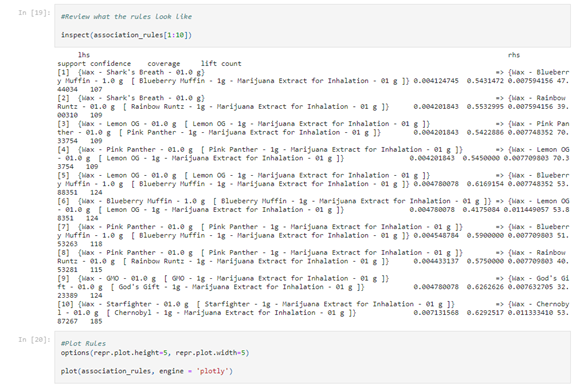 In [19]:
#Review what the rules look like
inspect(association_rules[1:10])
lhs rhs
support confidence coverage lift count
[1] {Wax - Shark's Breath - 01.0 g} => {Wax - Blueberr
y Muffin - 1.0 g [ Blueberry Muffin - 1g - Marijuana Extract for Inhalation - 01 g ]} 0.004124745 0.5431472 0.007594156 47.
44034 107
[2] {Wax - Shark's Breath - 01.0 g} => {Wax - Rainbow
Runtz - 01.0 g [ Rainbow Runtz - 1g - Marijuana Extract for Inhalation - 01 g ]} 0.004201843 0.5532995 0.007594156 39.
00310 109
[3] {Wax - Lemon OG - 01.0 g [ Lemon OG - 1g - Marijuana Extract for Inhalation - 01 g ]} => {Wax - Pink Pan
ther - 01.0 g [ Pink Panther - 1g - Marijuana Extract for Inhalation - 01 g ]} 0.004201843 0.5422886 0.007748352 70.
33754 109
[4] {Wax - Pink Panther - 01.0 g [ Pink Panther - 1g - Marijuana Extract for Inhalation - 01 g ]} => {Wax - Lemon OG
- 01.0 g [ Lemon OG - 1g - Marijuana Extract for Inhalation - 01 g ]} 0.004201843 0.5450000 0.007709803 70.3
3754 109
[5] {Wax - Lemon OG - 01.0 g [ Lemon OG - 1g - Marijuana Extract for Inhalation - 01 g ]} => {Wax - Blueberr
y Muffin - 1.0 g [ Blueberry Muffin - 1g - Marijuana Extract for Inhalation - 01 g ]} 0.004780078 0.6169154 0.007748352 53.
88351 124
[6] {Wax - Blueberry Muffin - 1.0 g [ Blueberry Muffin - 1g - Marijuana Extract for Inhalation - 01 g ]} => {Wax - Lemon OG
- 01.0 g [ Lemon OG - 1g - Marijuana Extract for Inhalation - 01 g ]} 0.004780078 0.4175084 0.011449057 53.8
8351 124
[7] {Wax - Pink Panther - 01.0 g [ Pink Panther - 1g - Marijuana Extract for Inhalation - 01 g ]} => {Wax - Blueberr
y Muffin - 1.0 g [ Blueberry Muffin - 1g - Marijuana Extract for Inhalation - 01 g ]} 0.004548784 0.5900000 0.007709803 51.
53263 118
[8] {Wax - Pink Panther - 01.0 g [ Pink Panther - 1g - Marijuana Extract for Inhalation - 01 g ]} => {Wax - Rainbow
Runtz - 01.0 g [ Rainbow Runtz - 1g - Marijuana Extract for Inhalation - 01 g ]} 0.004433137 0.5750000 0.007709803 40.
53281 115
[9] {Wax - GMO - 01.0 g [ GMO - 1g - Marijuana Extract for Inhalation - 01 g ]} => {Wax - God's Gi
ft - 01.0 g [ God's Gift - 1g - Marijuana Extract for Inhalation - 01 g ]} 0.004780078 0.6262626 0.007632705 32.
23389 124
[10] {Wax - Starfighter - 01.0 g [ Starfighter - 1g - Marijuana Extract for Inhalation - 01 g ]} => {Wax - Chernoby
l - 01.0 g [ Chernobyl - 1g - Marijuana Extract for Inhalation - 01 g ]} 0.007131568 0.6292517 0.011333410 53.
87267 185
In [20]:
#Plot Rules
options(repr.plot.height=5, repr.plot.width=5)
plot(association_rules, engine = 'plotly')